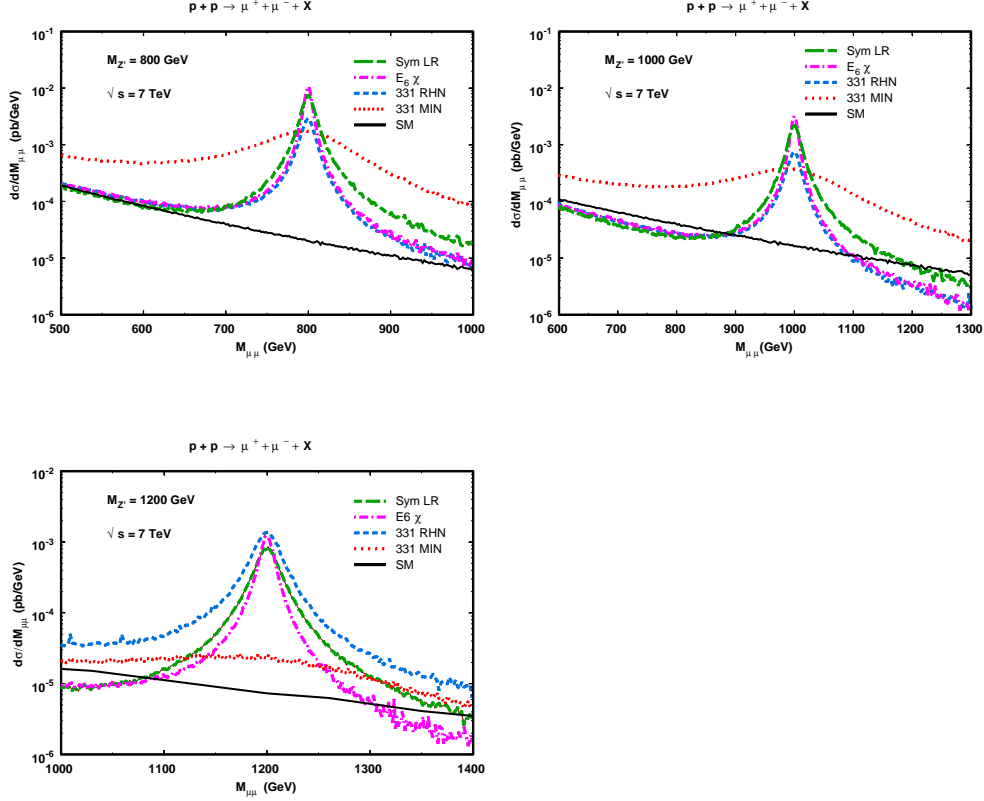 p + p → μ⁺ + μ⁻ + X
M_Z' = 800 GeV
√ s = 7 TeV
Sym LR
E₆ χ
331 RHN
331 MIN
SM
dσ/dM_μμ (pb/GeV)
10⁻¹
10⁻²
10⁻³
10⁻⁴
10⁻⁵
10⁻⁶
500 600 700 800 900 1000
M_μμ (GeV)
p + p → μ⁺ + μ⁻ + X
M_Z' = 1000 GeV
√ s = 7 TeV
Sym LR
E₆ χ
331 RHN
331 MIN
SM
dσ/dM_μμ (pb/GeV)
10⁻¹
10⁻²
10⁻³
10⁻⁴
10⁻⁵
10⁻⁶
600 700 800 900 1000 1100 1200 1300
M_μμ (GeV)
p + p → μ⁺ + μ⁻ + X
M_Z' = 1200 GeV
√ s = 7 TeV
Sym LR
E6 χ
331 RHN
331 MIN
SM
dσ/dM_μμ (pb/GeV)
10⁻²
10⁻³
10⁻⁴
10⁻⁵
10⁻⁶
1000 1100 1200 1300 1400
M_μμ (GeV)